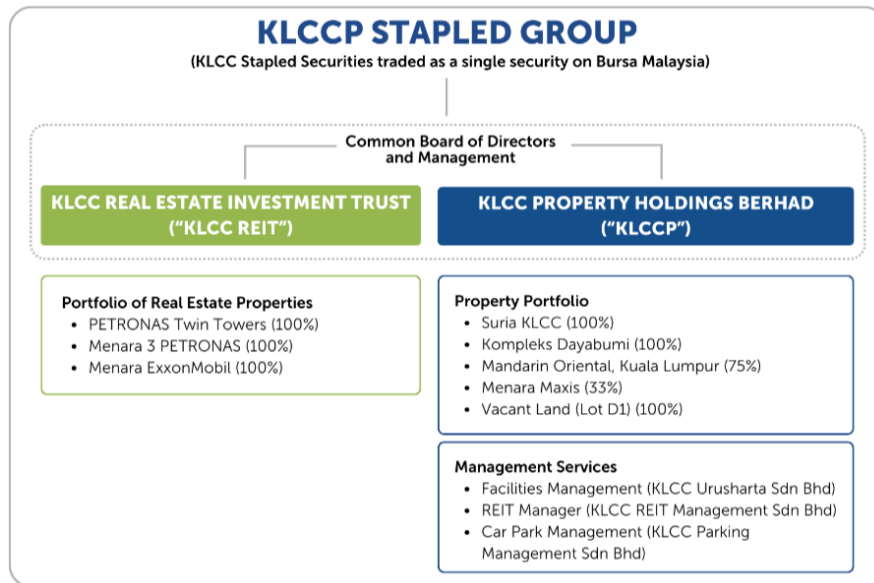 KLCCP STAPLED GROUP
(KLCC Stapled Securities traded as a single security on Bursa Malaysia)
Common Board of Directors
and Management
KLCC REAL ESTATE INVESTMENT TRUST
(“KLCC REIT”)
KLCC PROPERTY HOLDINGS BERHAD
(“KLCCP”)
Portfolio of Real Estate Properties
• PETRONAS Twin Towers (100%)
• Menara 3 PETRONAS (100%)
• Menara ExxonMobil (100%)
Property Portfolio
• Suria KLCC (100%)
• Kompleks Dayabumi (100%)
• Mandarin Oriental, Kuala Lumpur (75%)
• Menara Maxis (33%)
• Vacant Land (Lot D1) (100%)
Management Services
• Facilities Management (KLCC Urusharta Sdn Bhd)
• REIT Manager (KLCC REIT Management Sdn Bhd)
• Car Park Management (KLCC Parking
Management Sdn Bhd)